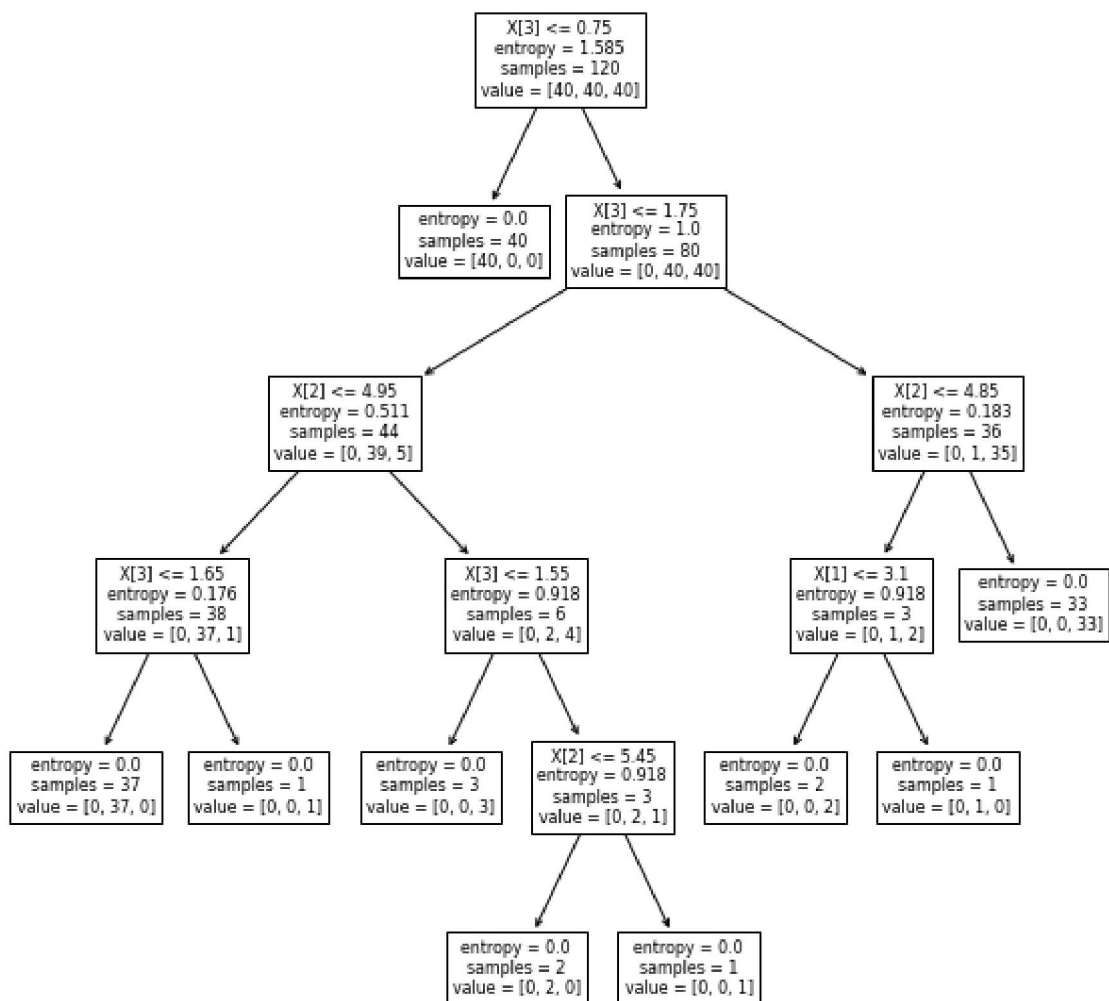 X[3] <= 0.75
entropy = 1.585
samples = 120
value = [40, 40, 40]
entropy = 0.0
samples = 40
value = [40, 0, 0]
X[3] <= 1.75
entropy = 1.0
samples = 80
value = [0, 40, 40]
X[2] <= 4.95
entropy = 0.511
samples = 44
value = [0, 39, 5]
X[2] <= 4.85
entropy = 0.183
samples = 36
value = [0, 1, 35]
X[3] <= 1.65
entropy = 0.176
samples = 38
value = [0, 37, 1]
X[3] <= 1.55
entropy = 0.918
samples = 6
value = [0, 2, 4]
X[1] <= 3.1
entropy = 0.918
samples = 3
value = [0, 1, 2]
entropy = 0.0
samples = 33
value = [0, 0, 33]
entropy = 0.0
samples = 37
value = [0, 37, 0]
entropy = 0.0
samples = 1
value = [0, 0, 1]
entropy = 0.0
samples = 3
value = [0, 0, 3]
X[2] <= 5.45
entropy = 0.918
samples = 3
value = [0, 2, 1]
entropy = 0.0
samples = 2
value = [0, 0, 2]
entropy = 0.0
samples = 1
value = [0, 1, 0]
entropy = 0.0
samples = 2
value = [0, 2, 0]
entropy = 0.0
samples = 1
value = [0, 0, 1]